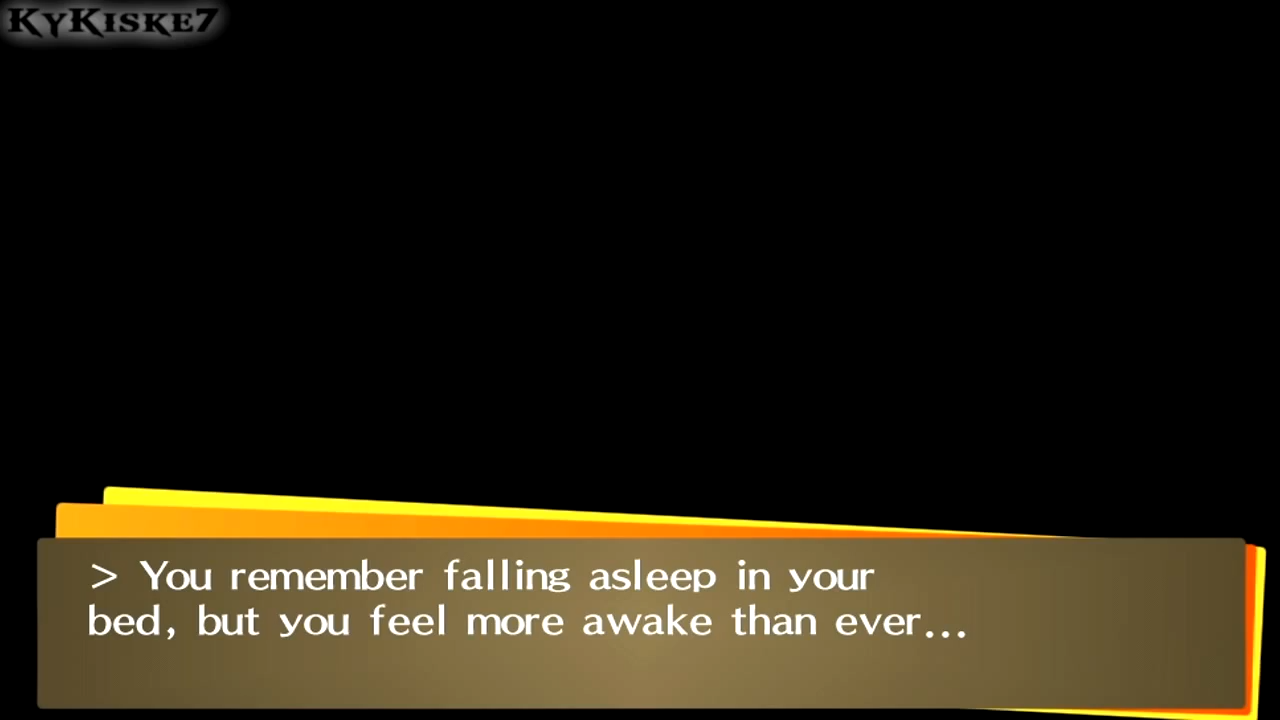 KyKiske7
> You remember falling asleep in your
bed, but you feel more awake than ever...